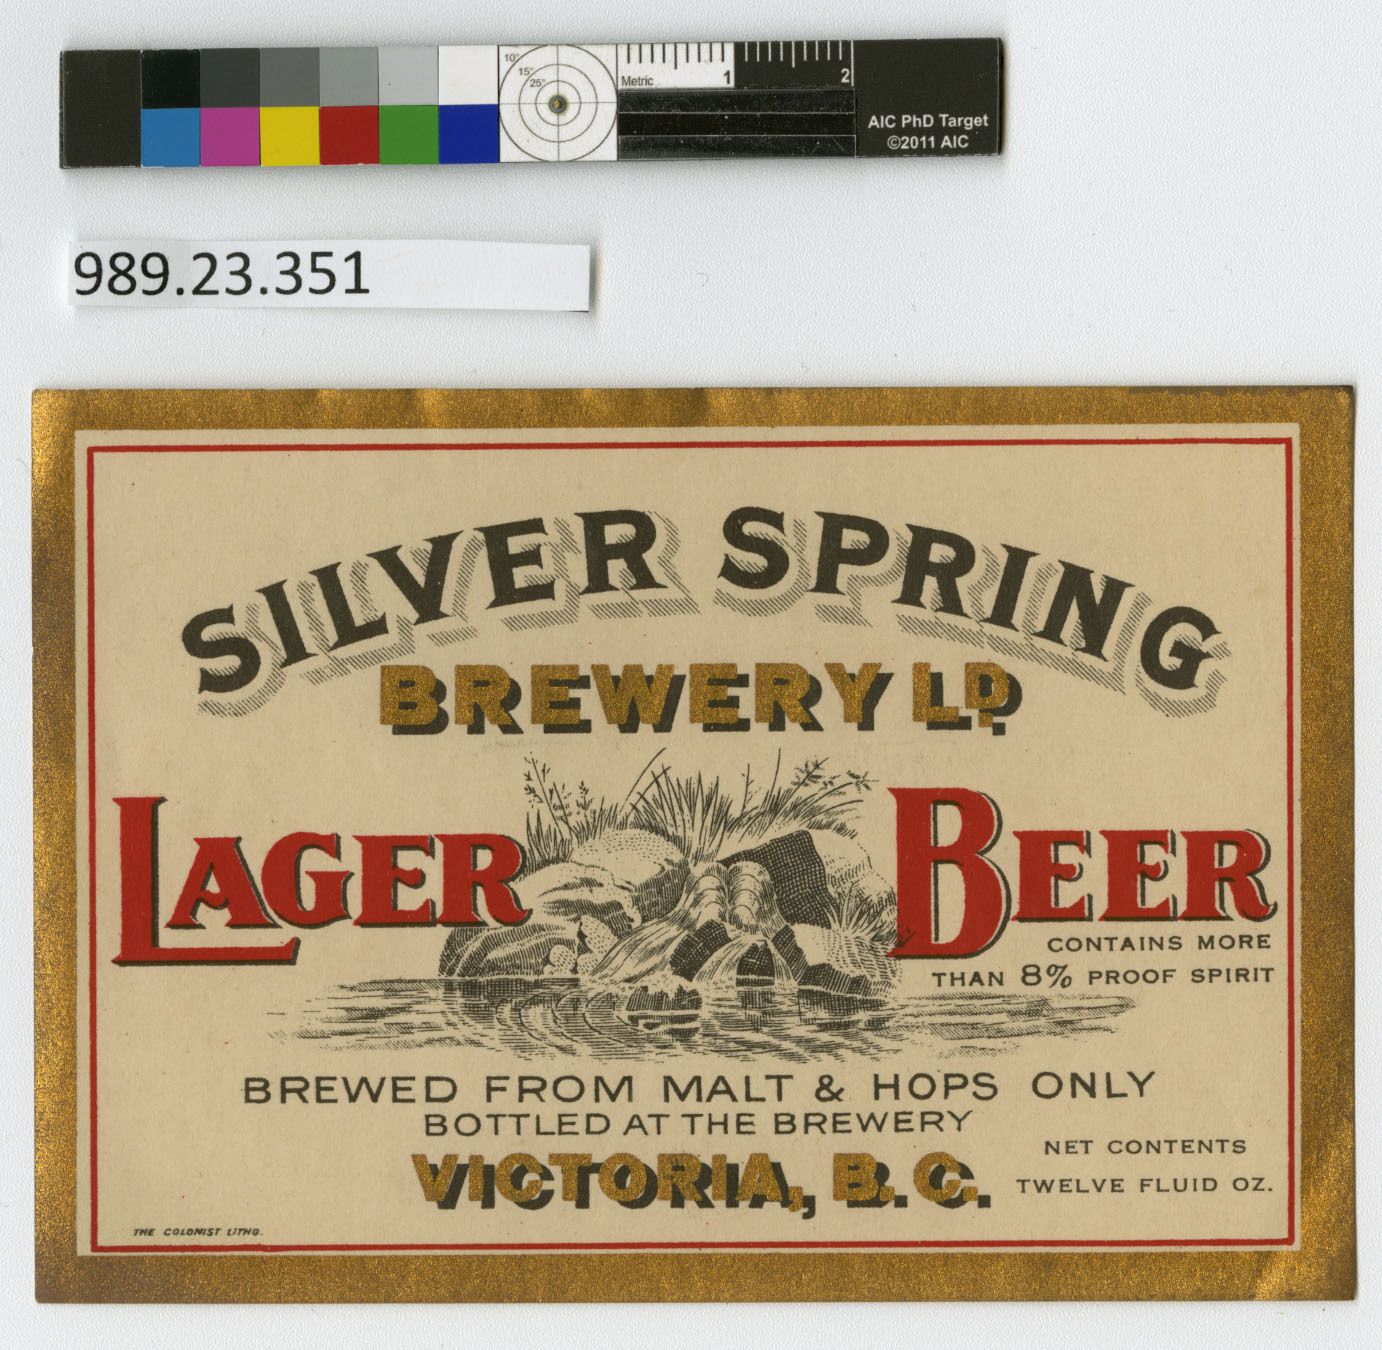 10°
15°
25°
Metric
1
2
AIC PhD Target
©2011 AIC
989.23.351
SILVER SPRING
BREWERY LD.
LAGER BEER
CONTAINS MORE
THAN 8% PROOF SPIRIT
BREWED FROM MALT & HOPS ONLY
BOTTLED AT THE BREWERY
VICTORIA, B.C.
NET CONTENTS
TWELVE FLUID OZ.
THE COLONIST LITHO.